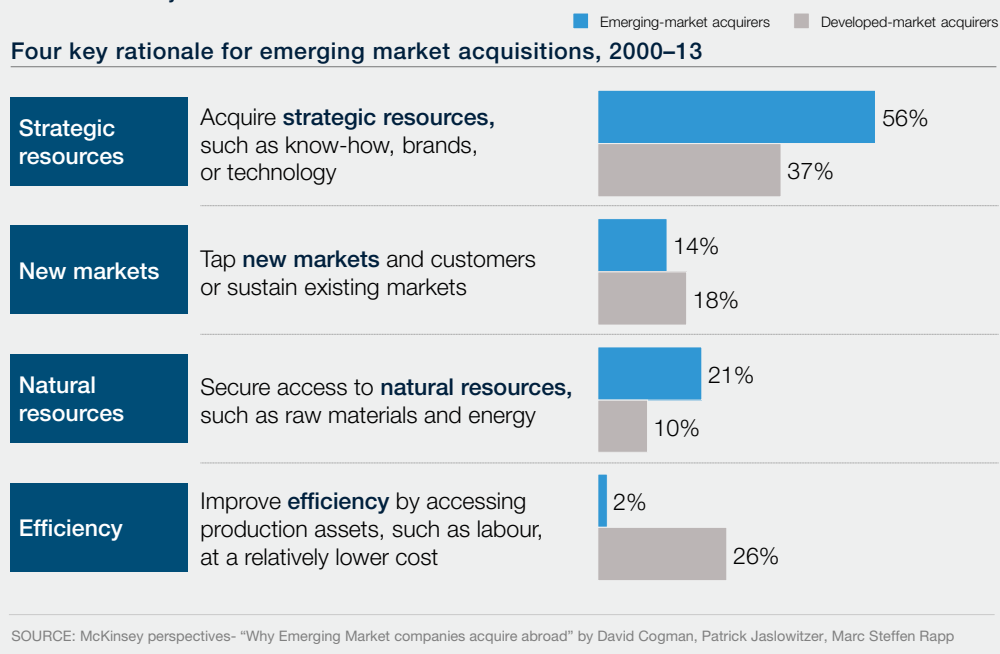 Emerging-market acquirers
Developed-market acquirers
Four key rationale for emerging market acquisitions, 2000–13
Strategic
resources
Acquire strategic resources,
such as know-how, brands,
or technology
56%
37%
New markets
Tap new markets and customers
or sustain existing markets
14%
18%
Natural
resources
Secure access to natural resources,
such as raw materials and energy
21%
10%
Efficiency
Improve efficiency by accessing
production assets, such as labour,
at a relatively lower cost
2%
26%
SOURCE: McKinsey perspectives- “Why Emerging Market companies acquire abroad” by David Cogman, Patrick Jaslowitzer, Marc Steffen Rapp